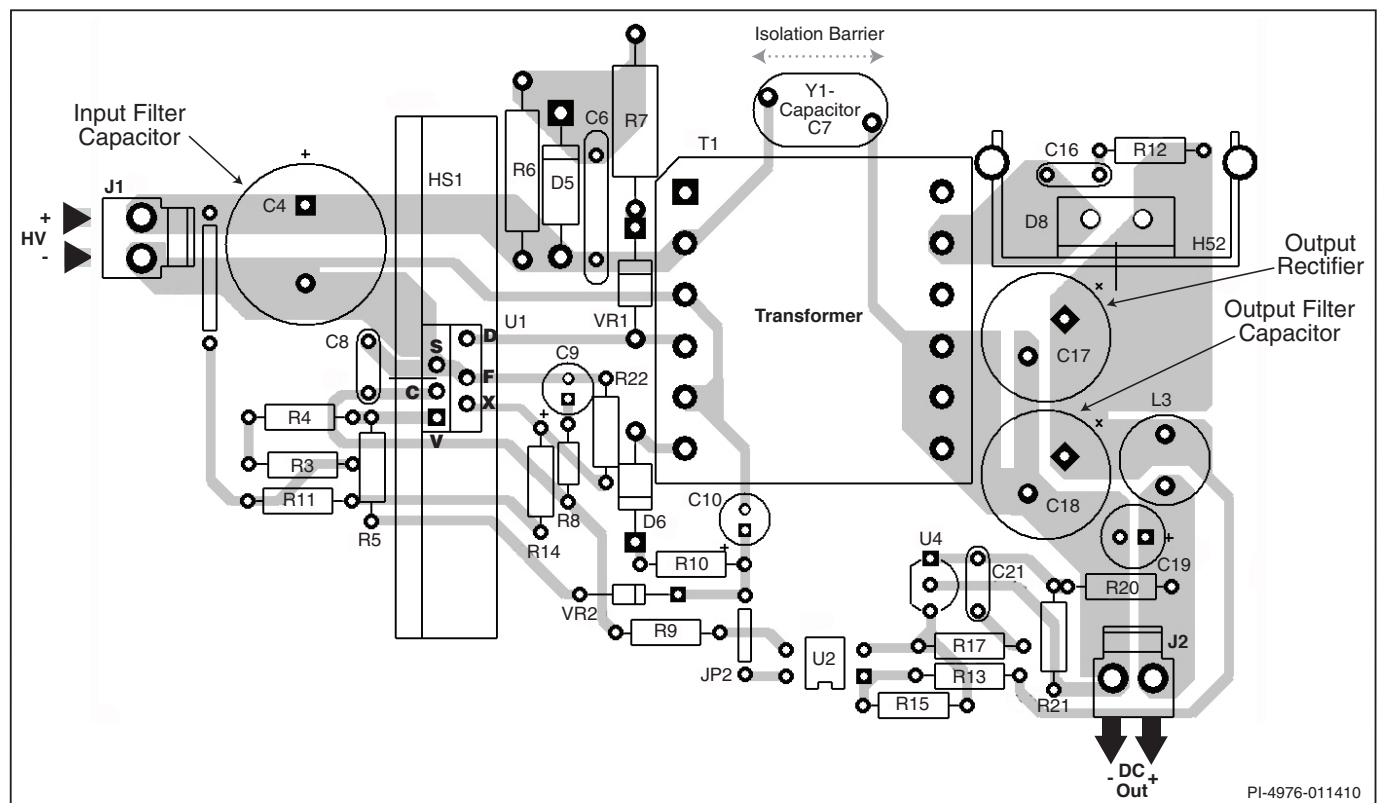 Isolation Barrier
Y1-
Capacitor
C7
Input Filter
Capacitor
+
J1
+
HV
-
C4
HS1
R6
D5
C6
R7
T1
C16
R12
D8
H52
Output
Rectifier
Output Filter
Capacitor
Transformer
VR1
U1
C8
S
D
F
C
X
V
C9
R22
+
C17
C18
L3
R4
R3
R11
R5
R14
R8
D6
C10
+
R10
VR2
R9
JP2
U2
U4
C21
C19
+
R20
R17
R13
R15
R21
J2
- DC +
Out
PI-4976-011410